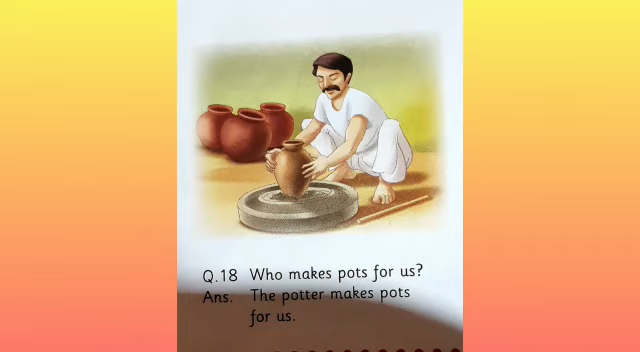 Q.18 Who makes pots for us?
Ans. The potter makes pots
for us.